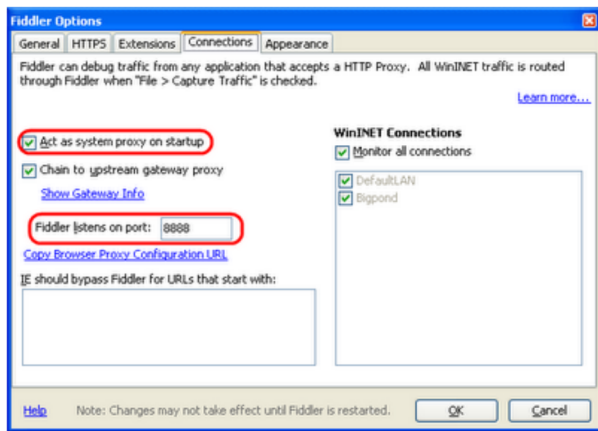 Fiddler Options
General HTTPS Extensions Connections Appearance
Fiddler can debug traffic from any application that accepts a HTTP Proxy. All WinINET traffic is routed
through Fiddler when "File > Capture Traffic" is checked.
Learn more...
Act as system proxy on startup
Chain to upstream gateway proxy
Show Gateway Info
Fiddler listens on port: 8888
Copy Browser Proxy Configuration URL
IE should bypass Fiddler for URLs that start with:
WinINET Connections
Monitor all connections
DefaultLAN
Bigpond
Help Note: Changes may not take effect until Fiddler is restarted. OK Cancel